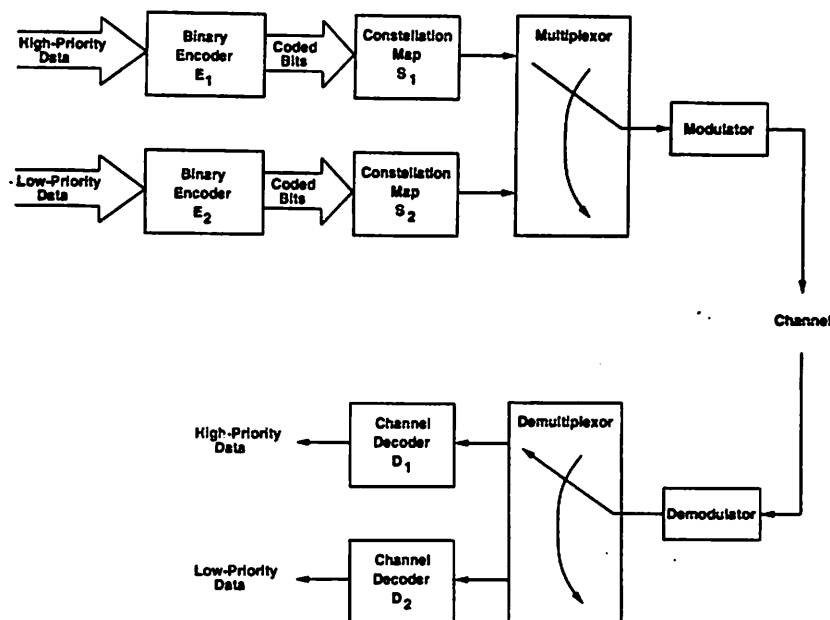 High-Priority
Data
Binary
Encoder
E1
Coded
Bits
Constellation
Map
S1
Multiplexor
Modulator
Low-Priority
Data
Binary
Encoder
E2
Coded
Bits
Constellation
Map
S2
Channel
High-Priority
Data
Channel
Decoder
D1
Demultiplexor
Demodulator
Low-Priority
Data
Channel
Decoder
D2